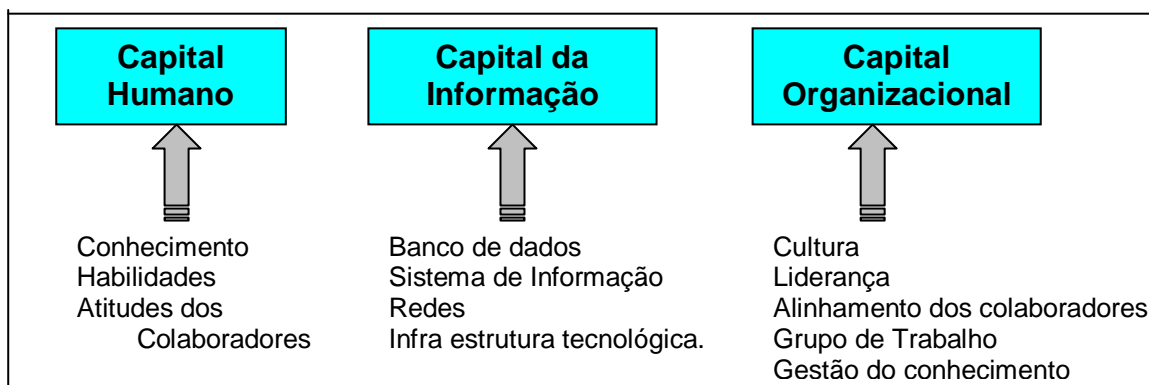 Capital
Humano
Capital da
Informação
Capital
Organizacional
Conhecimento
Habilidades
Atitudes dos
Colaboradores
Banco de dados
Sistema de Informação
Redes
Infra estrutura tecnológica.
Cultura
Liderança
Alinhamento dos colaboradores
Grupo de Trabalho
Gestão do conhecimento